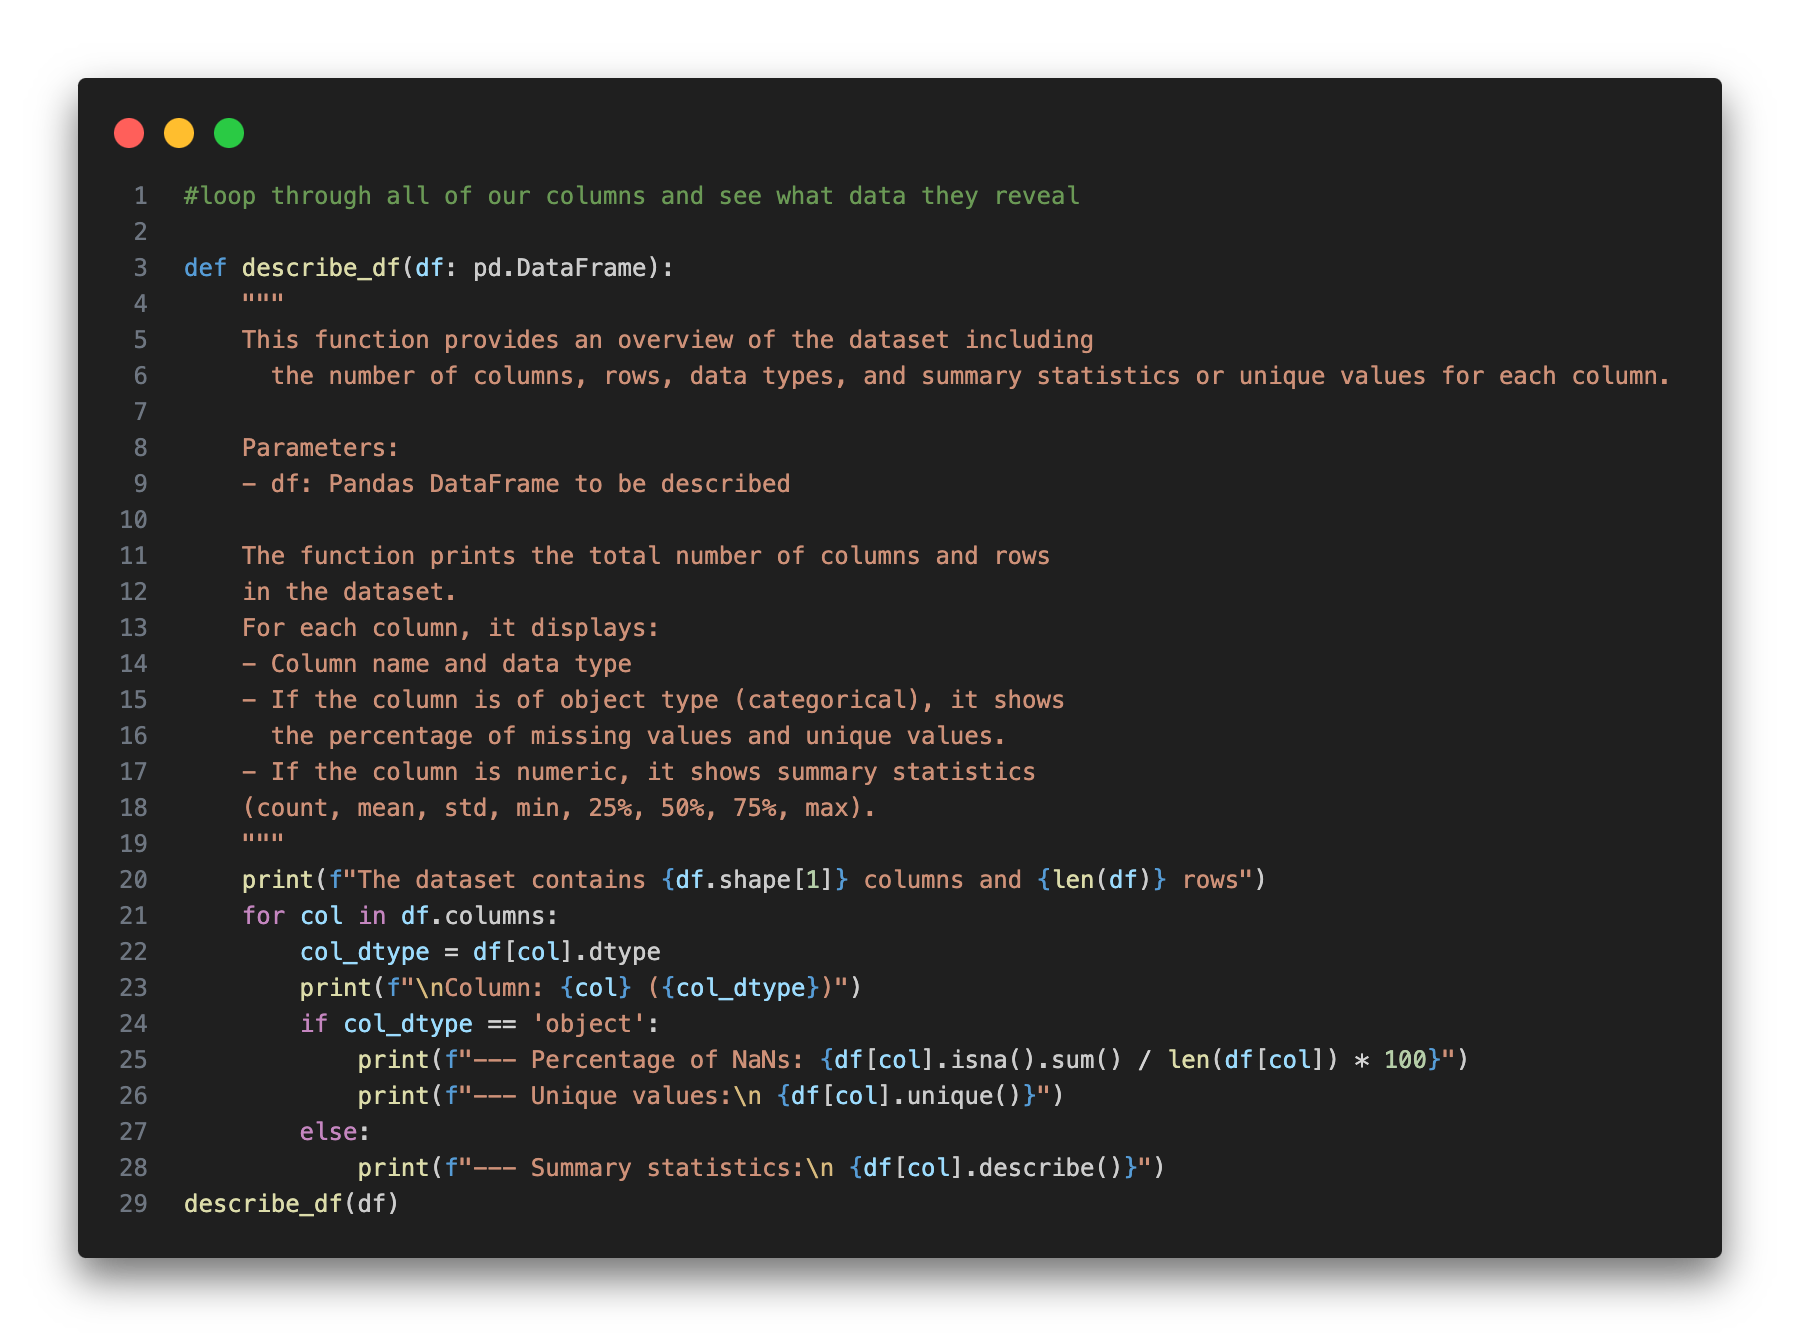 1 #loop through all of our columns and see what data they reveal
2
3 def describe_df(df: pd.DataFrame):
4     """
5     This function provides an overview of the dataset including
6       the number of columns, rows, data types, and summary statistics or unique values for each column.
7
8     Parameters:
9     - df: Pandas DataFrame to be described
10
11     The function prints the total number of columns and rows
12     in the dataset.
13     For each column, it displays:
14     - Column name and data type
15     - If the column is of object type (categorical), it shows
16       the percentage of missing values and unique values.
17     - If the column is numeric, it shows summary statistics
18     (count, mean, std, min, 25%, 50%, 75%, max).
19     """
20     print(f"The dataset contains {df.shape[1]} columns and {len(df)} rows")
21     for col in df.columns:
22         col_dtype = df[col].dtype
23         print(f"\nColumn: {col} ({col_dtype})")
24         if col_dtype == 'object':
25             print(f"--- Percentage of NaNs: {df[col].isna().sum() / len(df[col]) * 100}")
26             print(f"--- Unique values:\n {df[col].unique()}")
27         else:
28             print(f"--- Summary statistics:\n {df[col].describe()}")
29 describe_df(df)